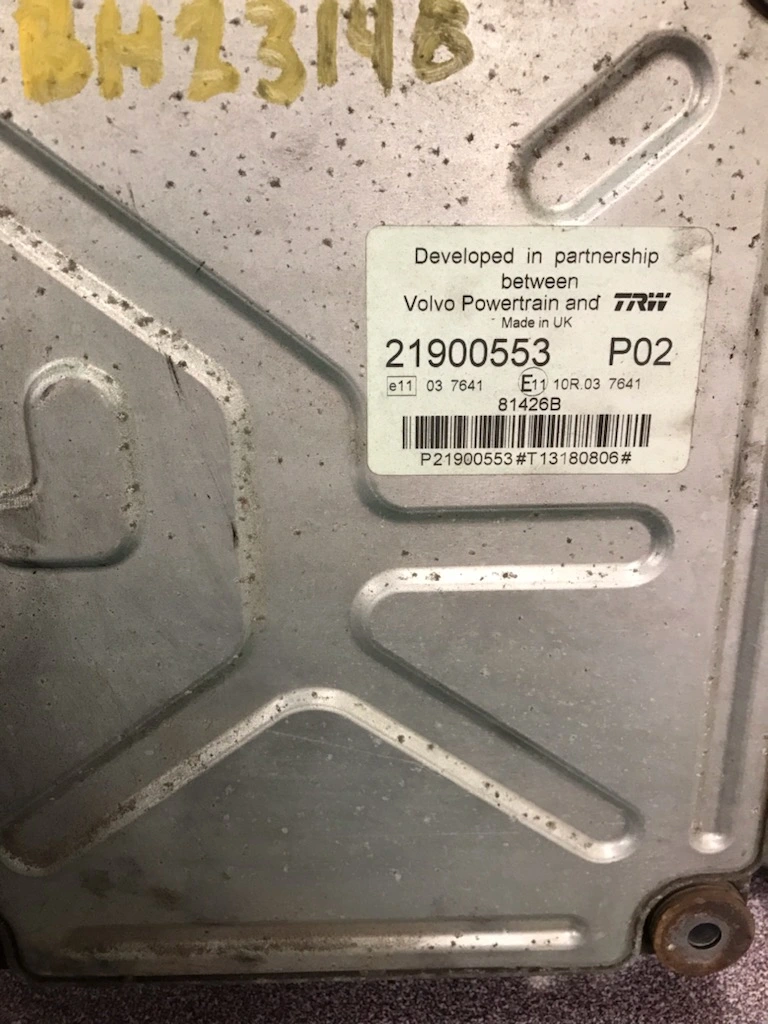 BH2314B
Developed in partnership
between
Volvo Powertrain and TRW
Made in UK
21900553 P02
e11 03 7641 E11 10R.03 7641
81426B
P21900553#T13180806#